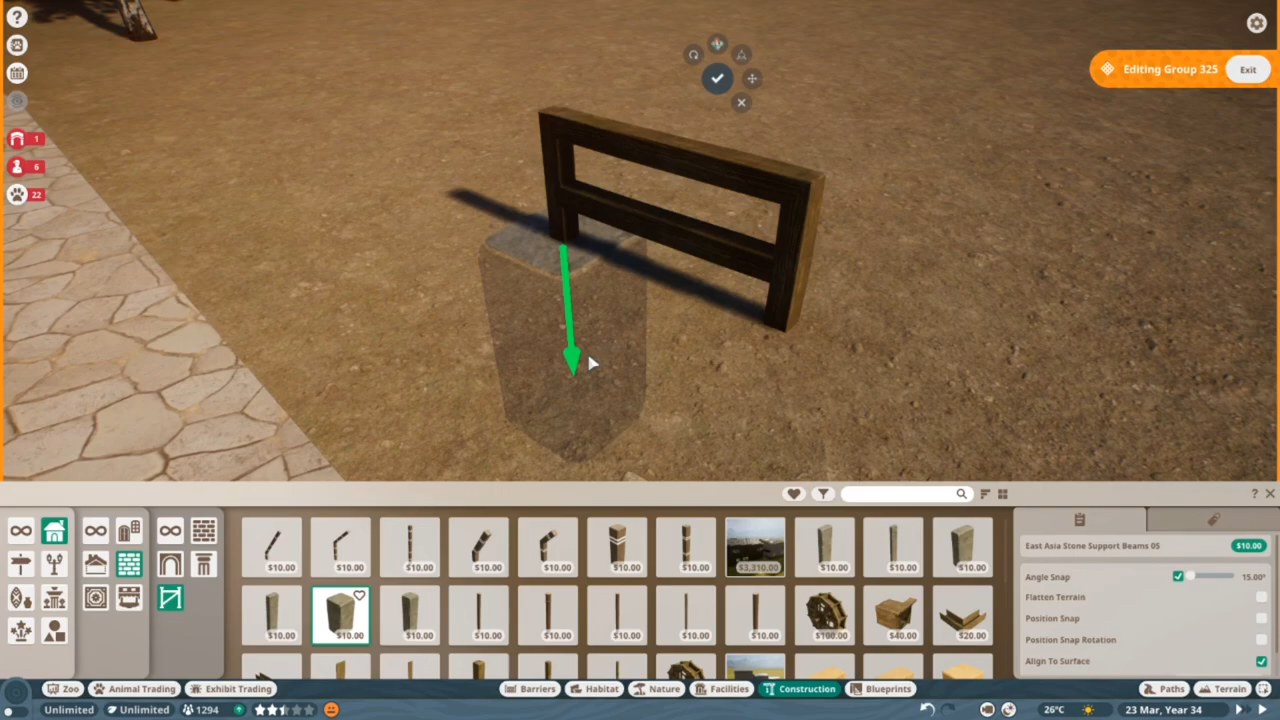 ?
Editing Group 325
Exit
1
6
22
? ×
$10.00 $10.00 $10.00 $10.00 $10.00 $10.00 $10.00 $3,310.00 $10.00 $10.00 $10.00
$10.00 $10.00 $10.00 $10.00 $10.00 $10.00 $10.00 $10.00 $100.00 $40.00 $20.00
East Asia Stone Support Beams 05 $10.00
Angle Snap 15.00°
Flatten Terrain
Position Snap
Position Snap Rotation
Align To Surface
Zoo Animal Trading Exhibit Trading Barriers Habitat Nature Facilities Construction Blueprints Paths Terrain
Unlimited Unlimited 1294 26°C 23 Mar, Year 34